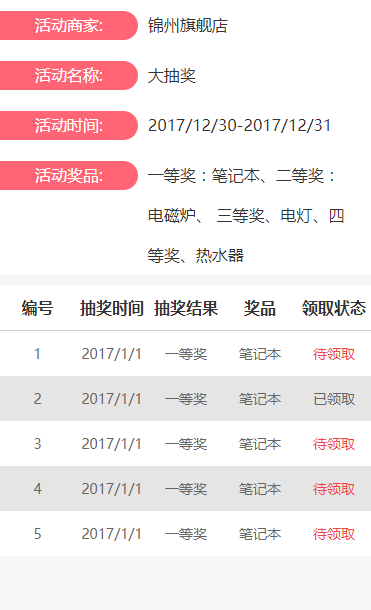 活动商家: 锦州旗舰店
活动名称: 大抽奖
活动时间: 2017/12/30-2017/12/31
活动奖品: 一等奖：笔记本、二等奖：
电磁炉、 三等奖、电灯、四
等奖、热水器
编号 抽奖时间 抽奖结果 奖品 领取状态
1 2017/1/1 一等奖 笔记本 待领取
2 2017/1/1 一等奖 笔记本 已领取
3 2017/1/1 一等奖 笔记本 待领取
4 2017/1/1 一等奖 笔记本 待领取
5 2017/1/1 一等奖 笔记本 待领取